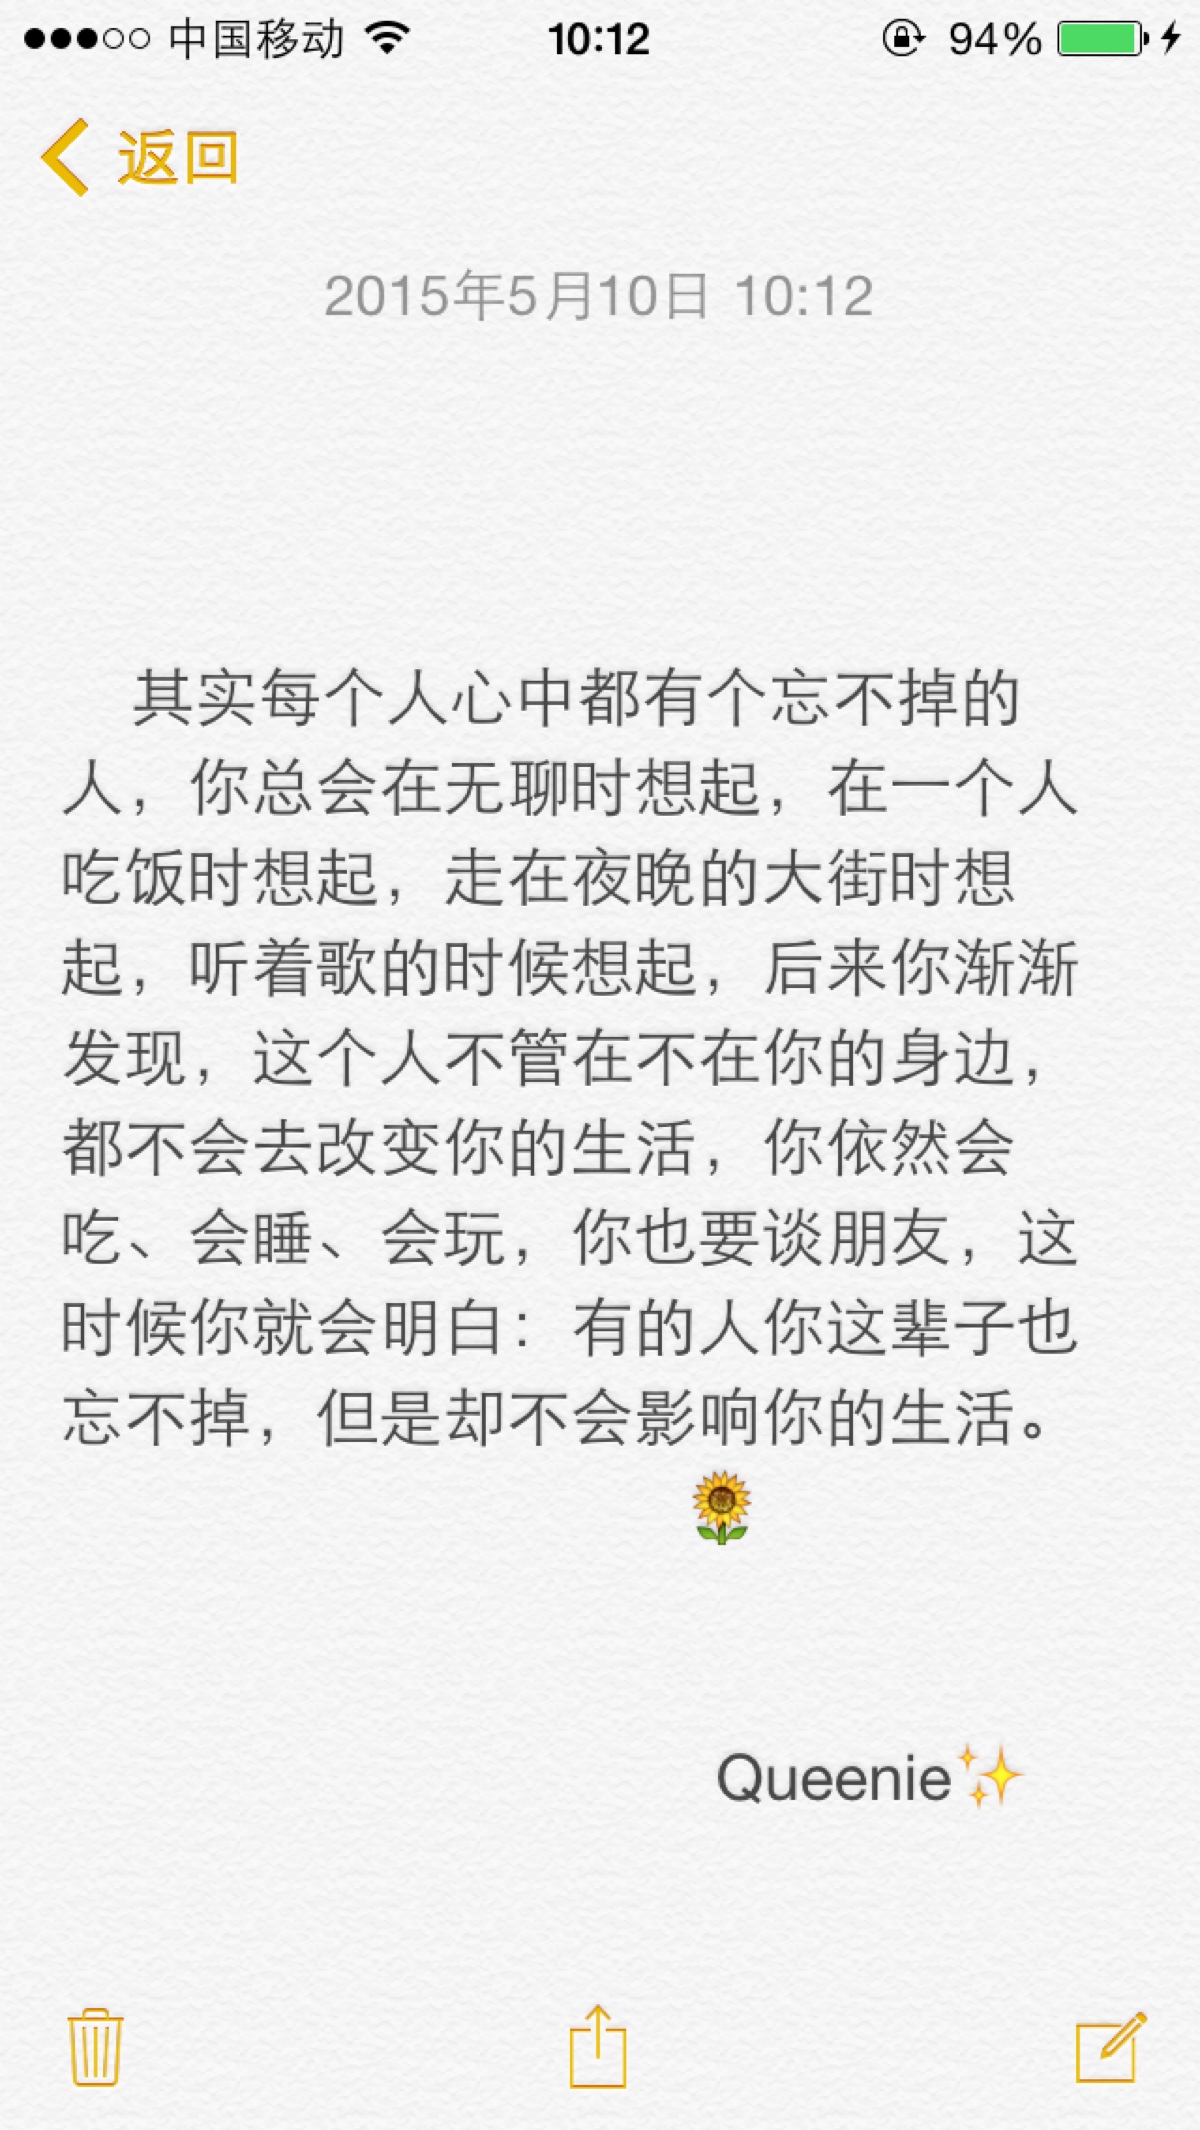 中国移动 10:12 94%
返回
2015年5月10日 10:12
其实每个人心中都有个忘不掉的
人，你总会在无聊时想起，在一个人
吃饭时想起，走在夜晚的大街时想
起，听着歌的时候想起，后来你渐渐
发现，这个人不管在不在你的身边，
都不会去改变你的生活，你依然会
吃、会睡、会玩，你也要谈朋友，这
时候你就会明白：有的人你这辈子也
忘不掉，但是却不会影响你的生活。
🌻
Queenie✨